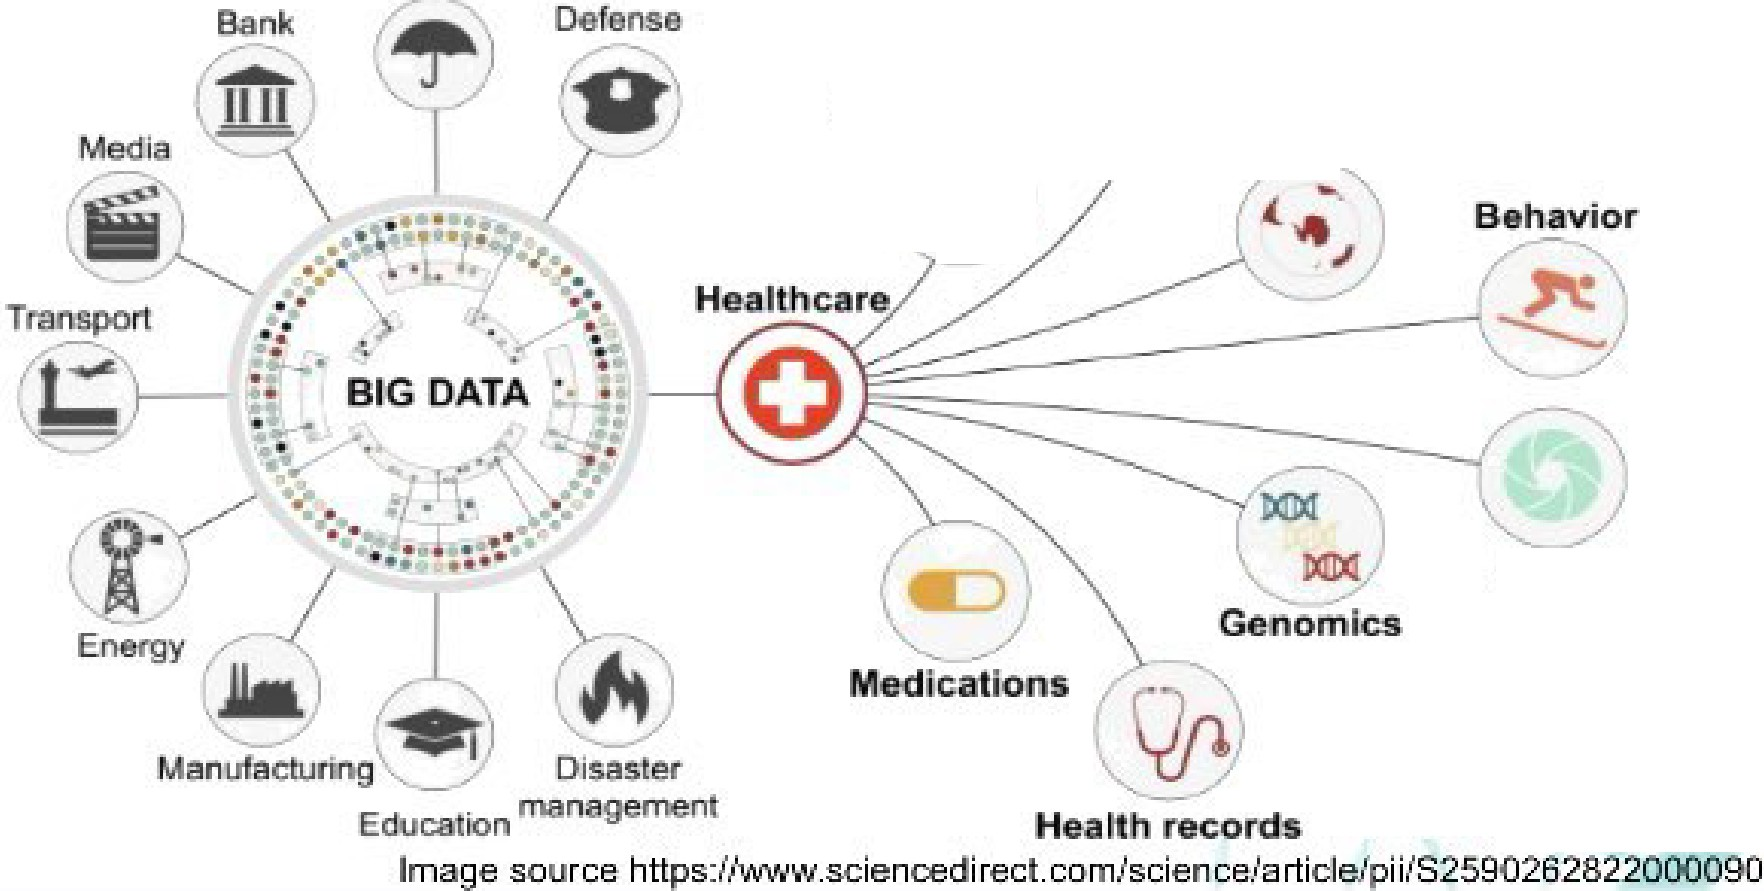 Bank
Defense
Media
Transport
BIG DATA
Healthcare
Behavior
Energy
Genomics
Medications
Manufacturing
Disaster
management
Education
Health records
Image source https://www.sciencedirect.com/science/article/pii/S2590262822000090